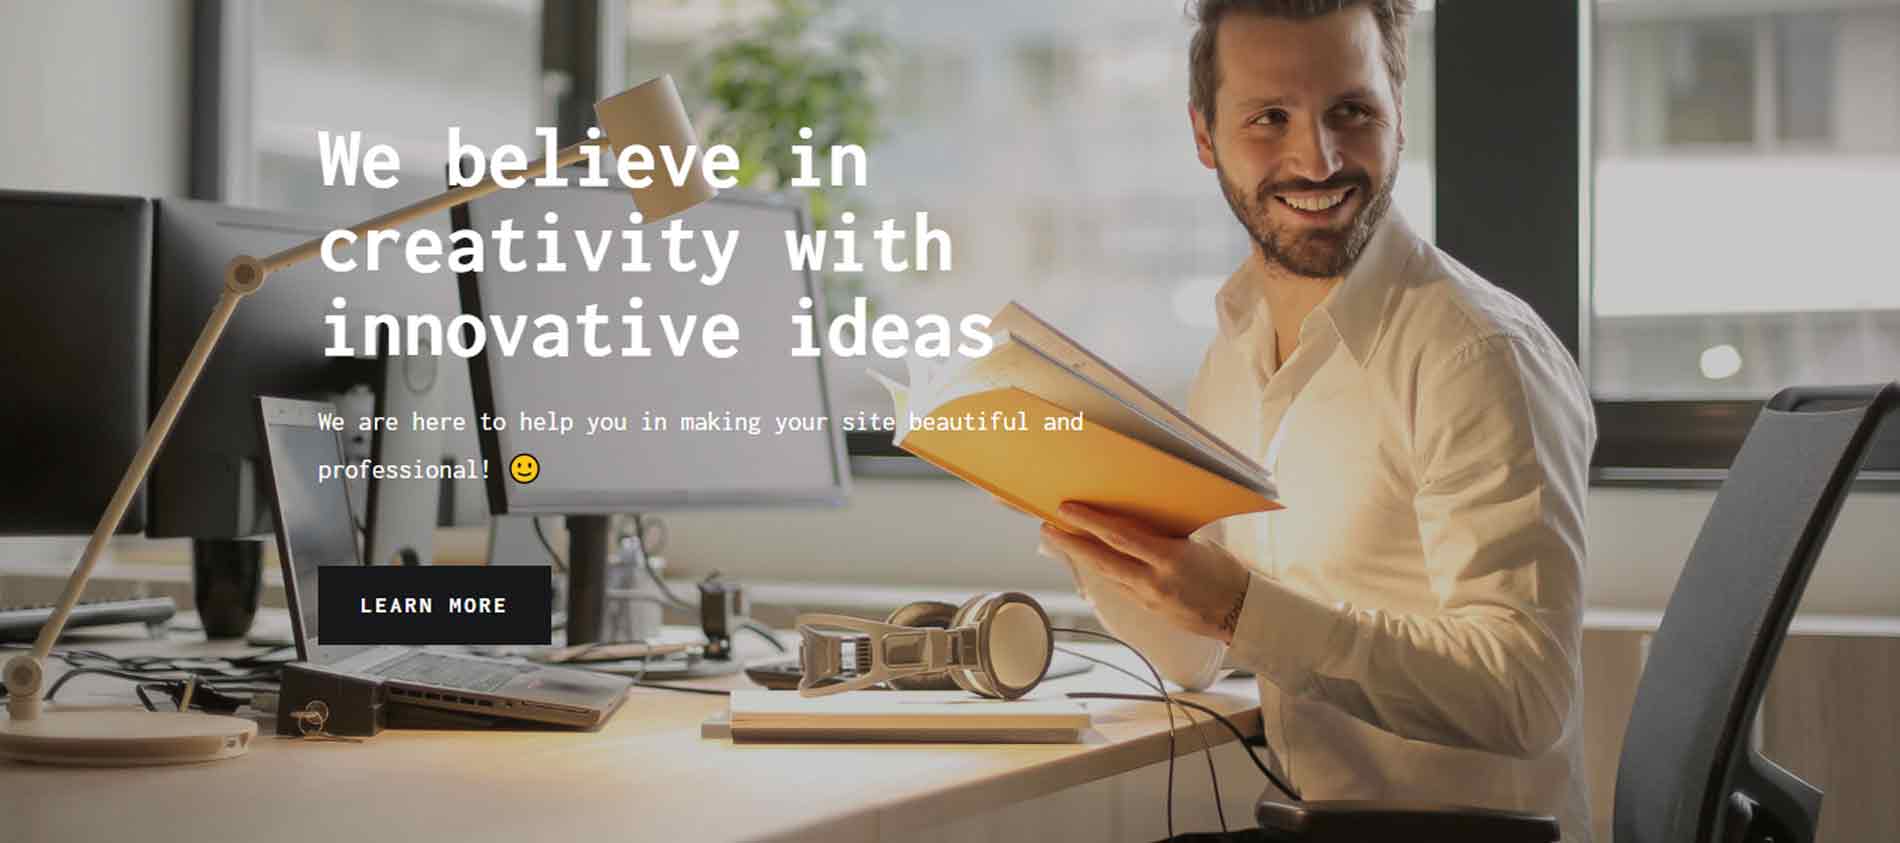 We believe in
creativity with
innovative ideas
We are here to help you in making your site beautiful and
professional! 🙂
LEARN MORE